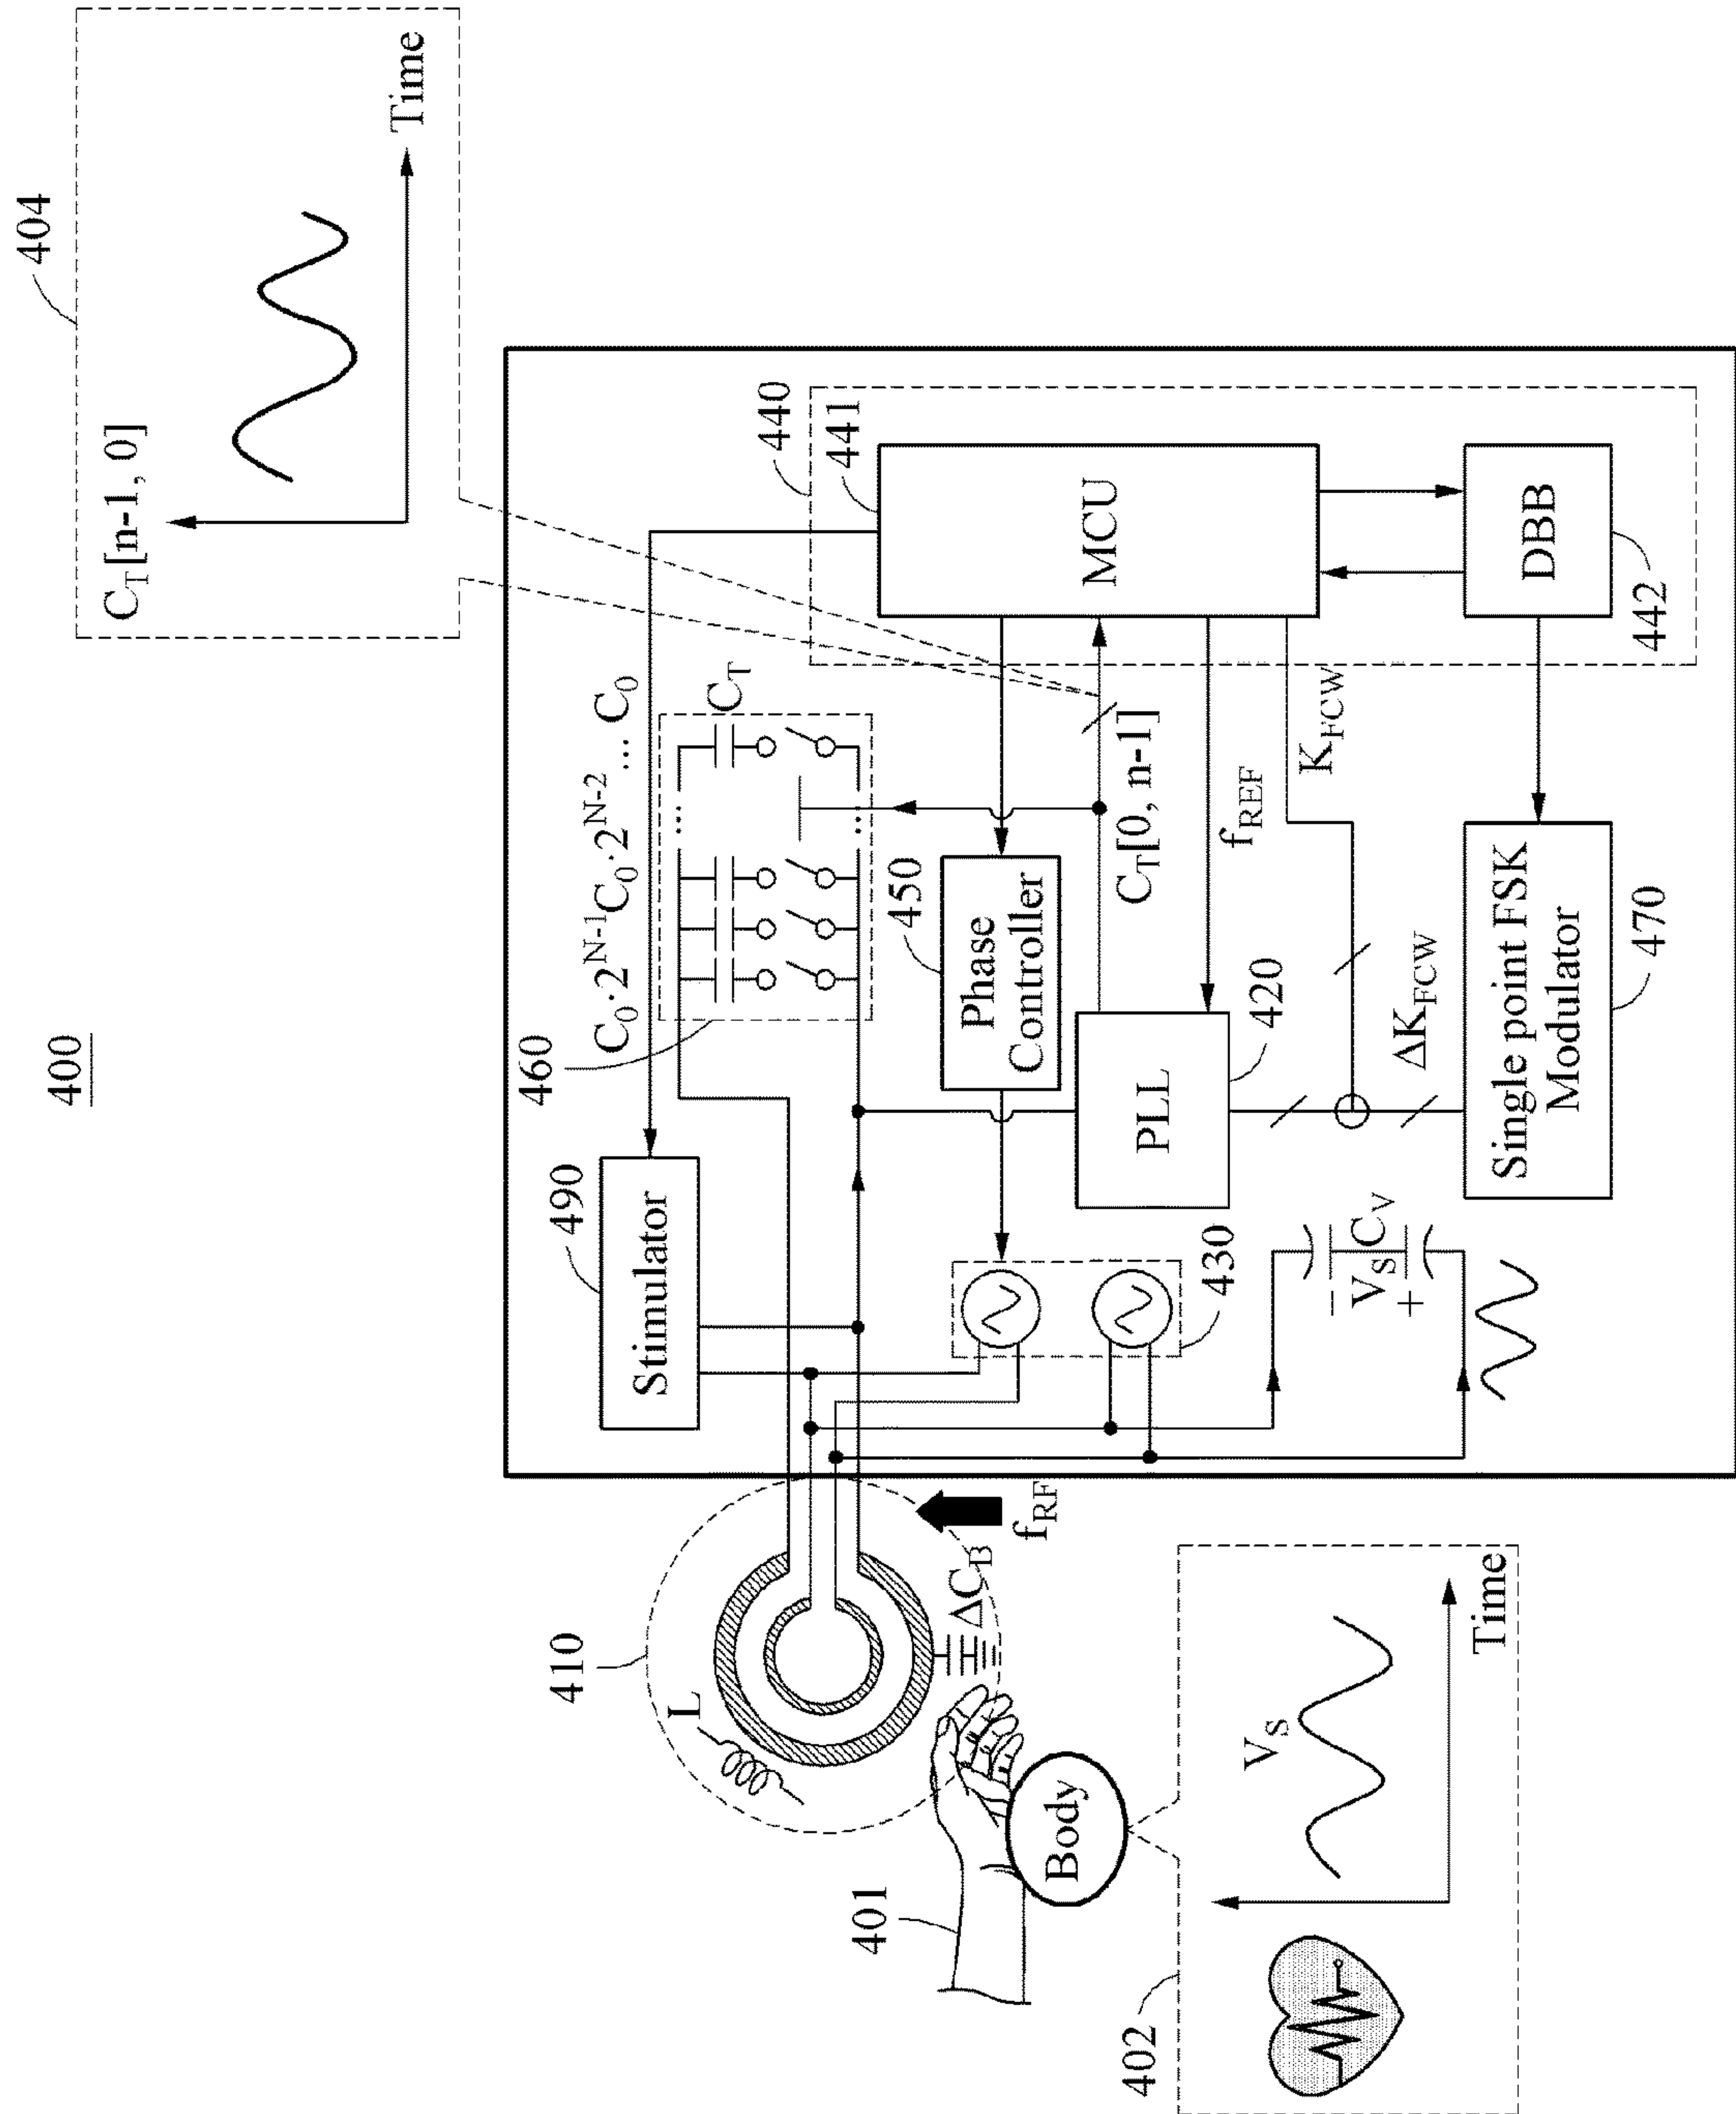 400
404
C_T[n-1, 0]
Time
490
Stimulator
460
C_0·2^{N-1}C_0·2^{N-2} .... C_0
C_T
...
...
440
441
MCU
450
Phase
Controller
C_T[0, n-1]
f_REF
K_FCW
PLL
420
430
ΔK_FCW
Single point FSK
Modulator
470
DBB
442
−
V_S C_V
+
410
L
ΔC_B
f_RF
401
Body
402
V_S
Time